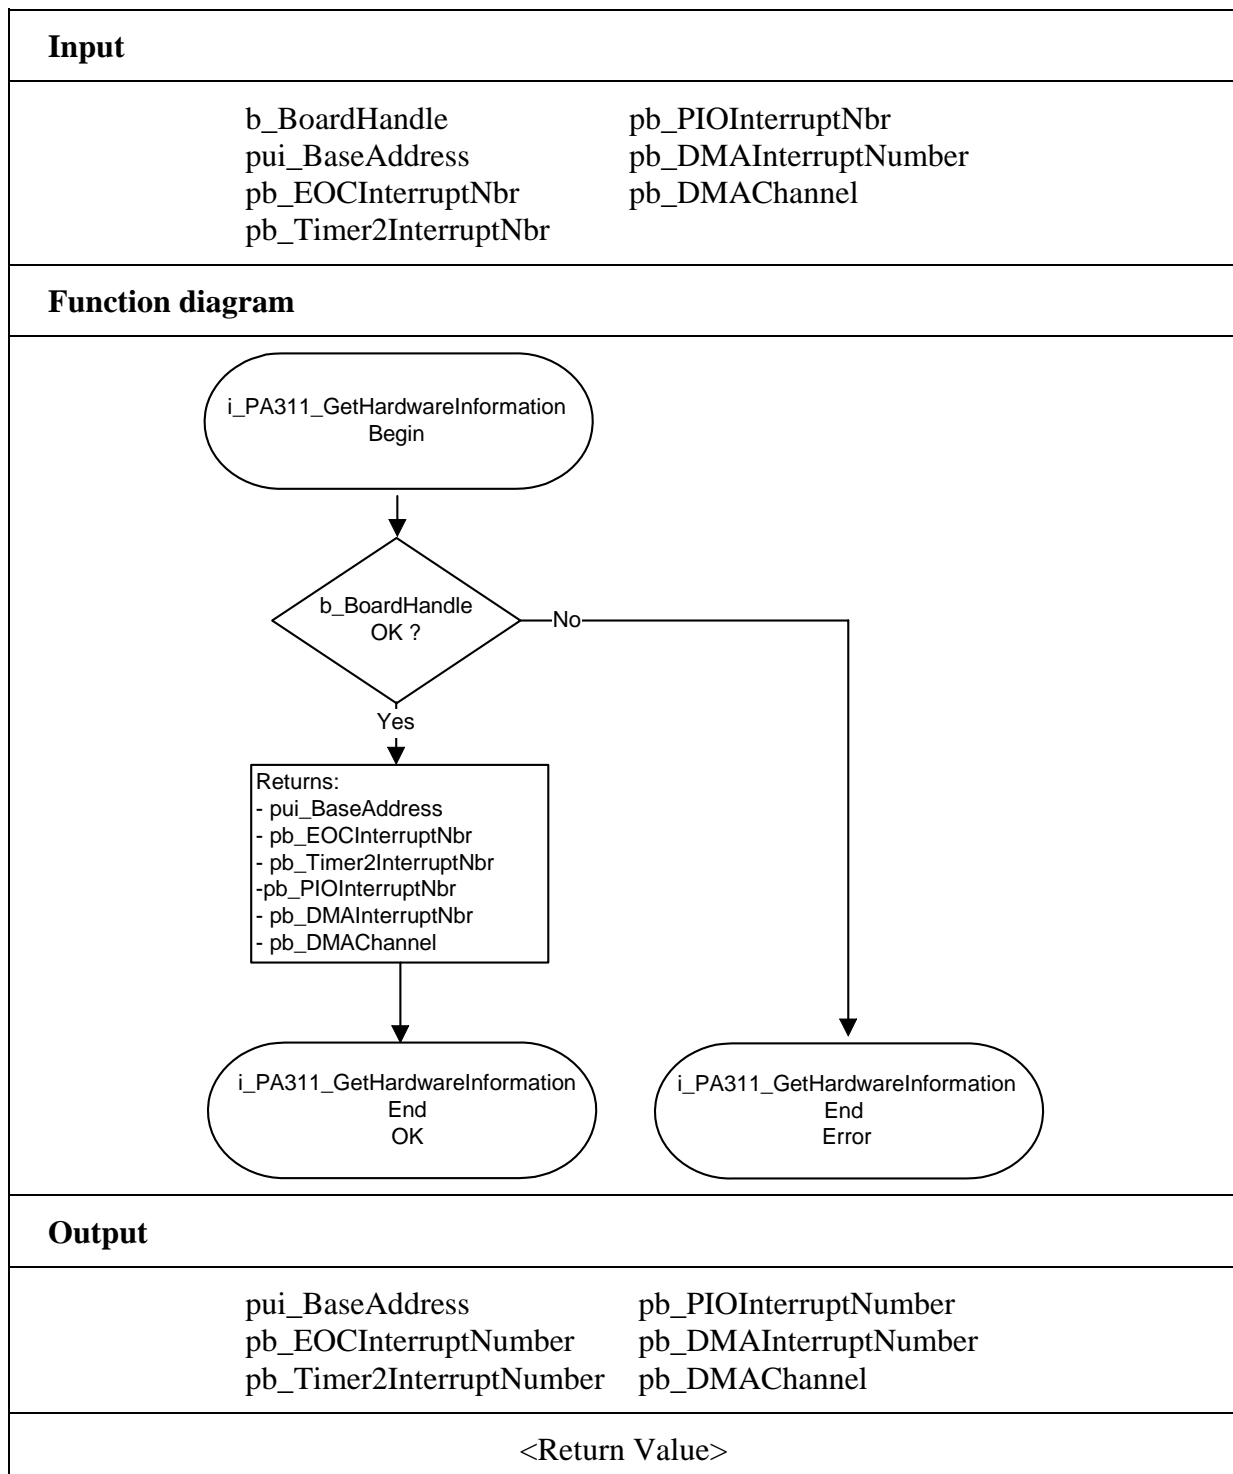 Input
b_BoardHandle pb_PIOInterruptNbr
pui_BaseAddress pb_DMAInterruptNumber
pb_EOCInterruptNbr pb_DMAChannel
pb_Timer2InterruptNbr
Function diagram
i_PA311_GetHardwareInformation
Begin
b_BoardHandle
OK ?
No
Yes
Returns:
- pui_BaseAddress
- pb_EOCInterruptNbr
- pb_Timer2InterruptNbr
-pb_PIOInterruptNbr
- pb_DMAInterruptNbr
- pb_DMAChannel
i_PA311_GetHardwareInformation
End
OK
i_PA311_GetHardwareInformation
End
Error
Output
pui_BaseAddress pb_PIOInterruptNumber
pb_EOCInterruptNumber pb_DMAInterruptNumber
pb_Timer2InterruptNumber pb_DMAChannel
<Return Value>